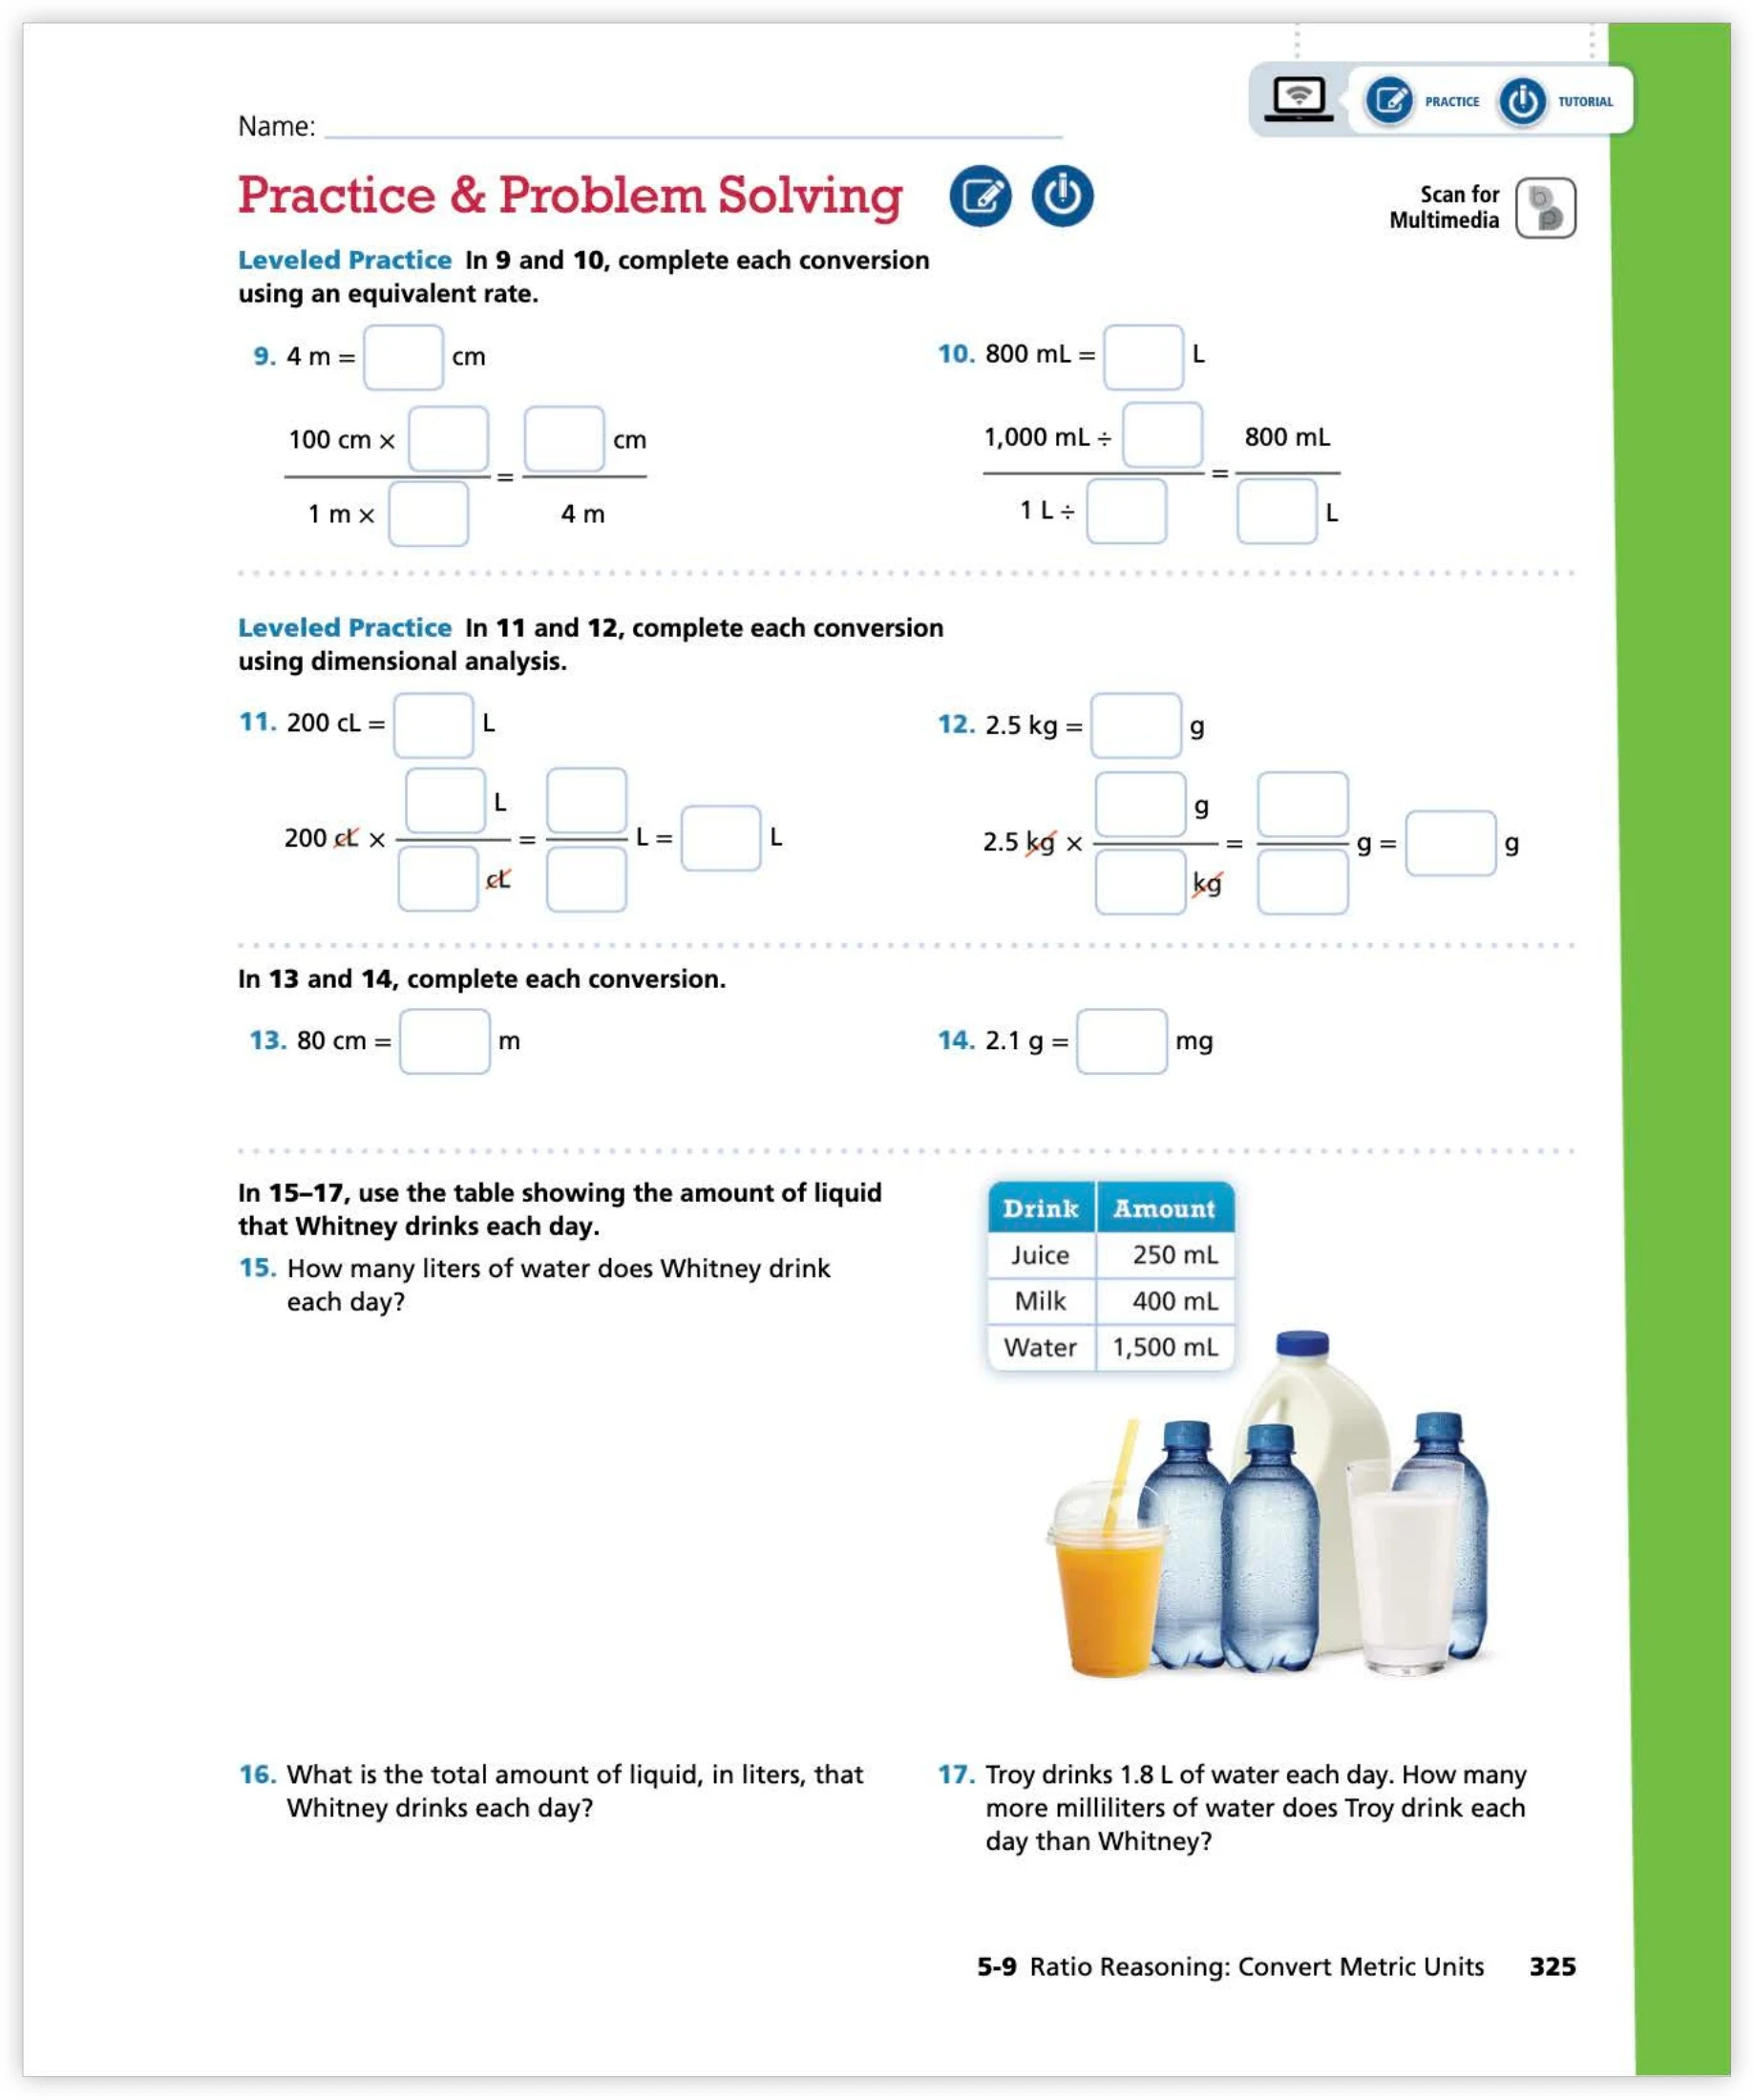 PRACTICE TUTORIAL
Name:
Practice & Problem Solving
Scan for
Multimedia
Leveled Practice In 9 and 10, complete each conversion
using an equivalent rate.
9. 4 m = cm
100 cm × = cm
1 m × 4 m
10. 800 mL = L
1,000 mL ÷ = 800 mL
1 L ÷ L
Leveled Practice In 11 and 12, complete each conversion
using dimensional analysis.
11. 200 cL = L
200 cL × L = L = L
cL
12. 2.5 kg = g
2.5 kg × g = g = g
kg
In 13 and 14, complete each conversion.
13. 80 cm = m
14. 2.1 g = mg
In 15–17, use the table showing the amount of liquid
that Whitney drinks each day.
15. How many liters of water does Whitney drink
each day?
Drink Amount
Juice 250 mL
Milk 400 mL
Water 1,500 mL
16. What is the total amount of liquid, in liters, that
Whitney drinks each day?
17. Troy drinks 1.8 L of water each day. How many
more milliliters of water does Troy drink each
day than Whitney?
5-9 Ratio Reasoning: Convert Metric Units 325